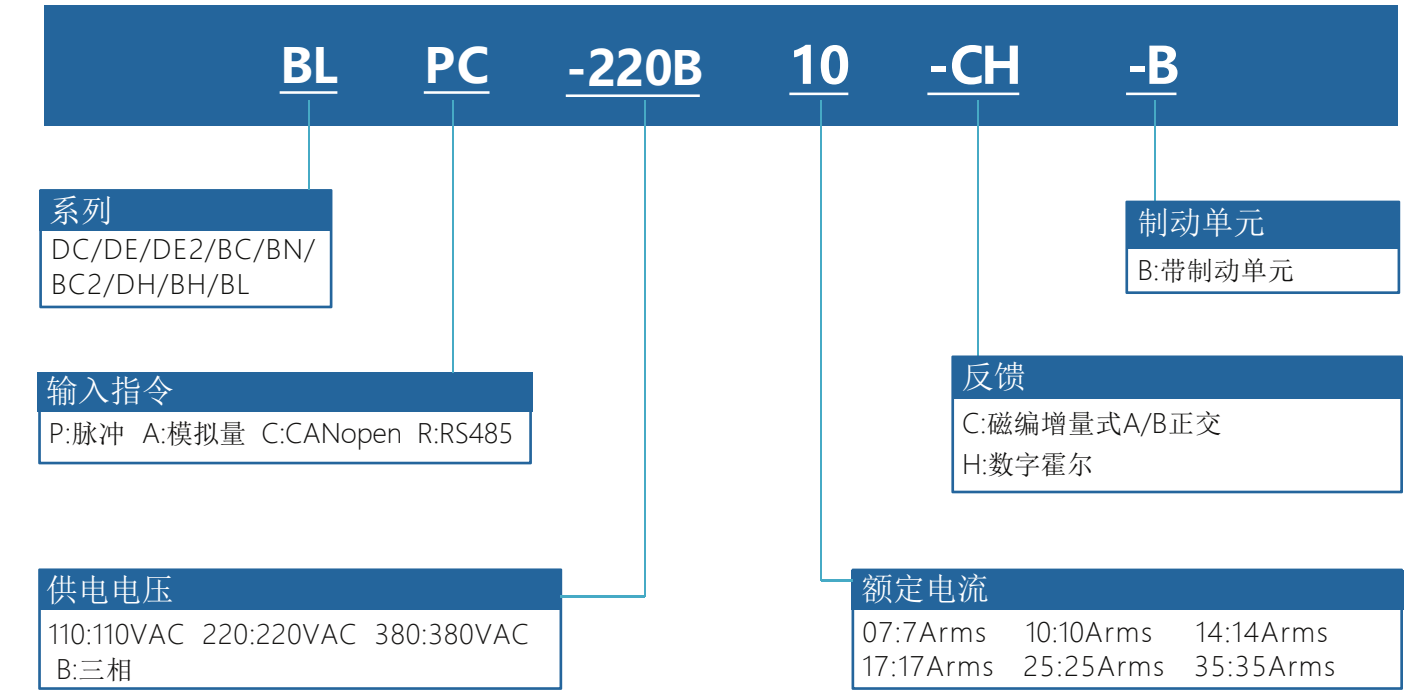 BL PC -220B 10 -CH -B
系列
DC/DE/DE2/BC/BN/
BC2/DH/BH/BL
制动单元
B:带制动单元
输入指令
P:脉冲 A:模拟量 C:CANopen R:RS485
反馈
C:磁编增量式A/B正交
H:数字霍尔
供电电压
110:110VAC 220:220VAC 380:380VAC
B:三相
额定电流
07:7Arms 10:10Arms 14:14Arms
17:17Arms 25:25Arms 35:35Arms